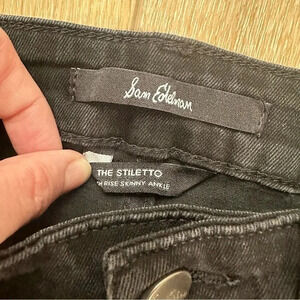 Sam Edelman
THE STILETTO
H RISE SKINNY ANKLE